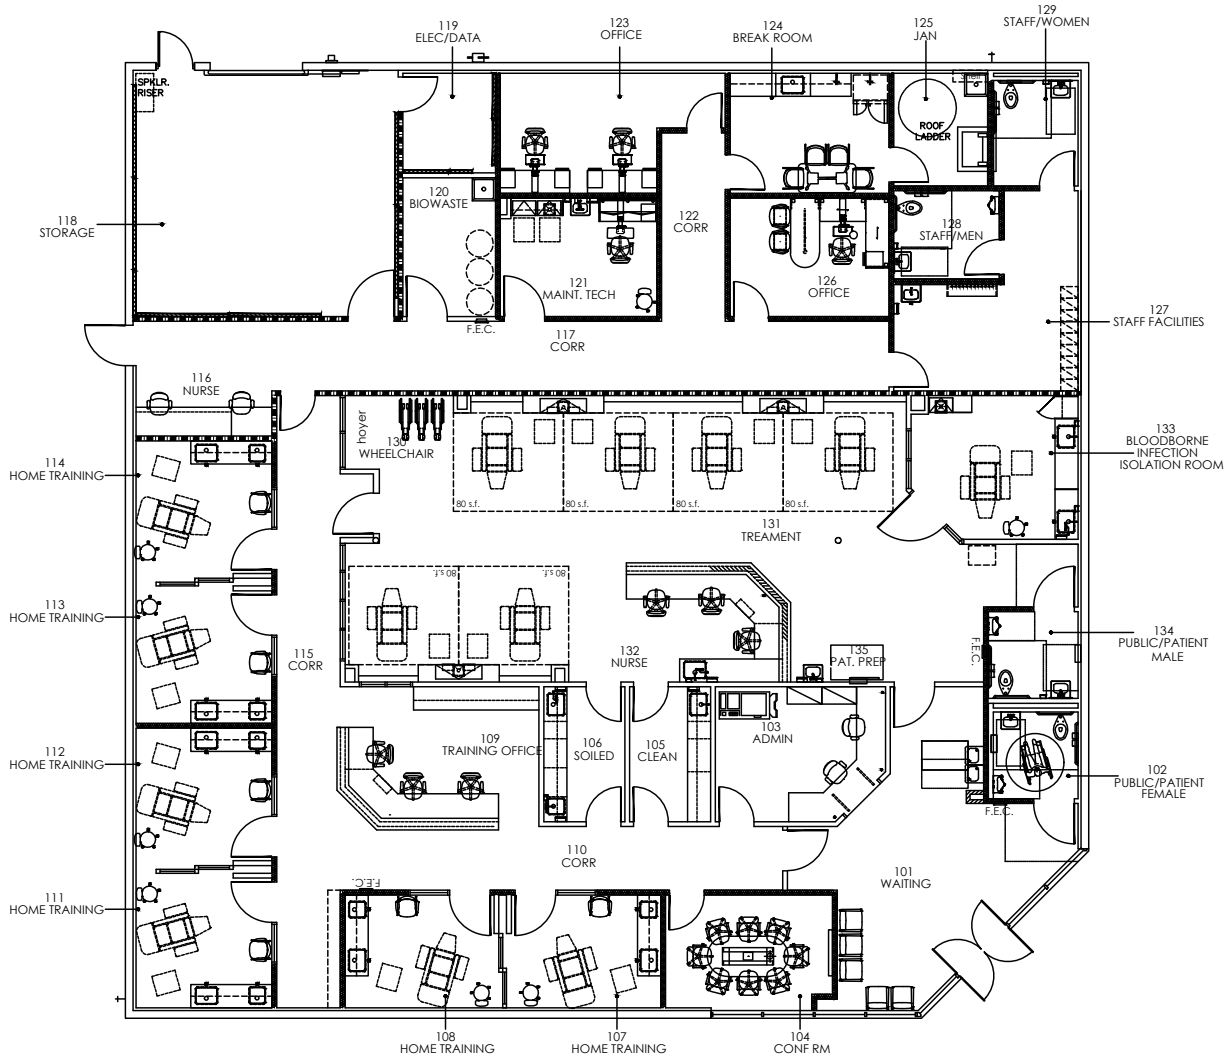 129
STAFF/WOMEN
123
OFFICE
124
BREAK ROOM
125
JAN
119
ELEC/DATA
SPKLR.
RISER
Shelf
ROOF
LADDER
120
BIOWASTE
118
STORAGE
122
CORR
128
STAFF/MEN
121
MAINT. TECH
126
OFFICE
127
STAFF FACILITIES
F.E.C.
117
CORR
116
NURSE
hoyer
130
WHEELCHAIR
133
BLOODBORNE
INFECTION
ISOLATION ROOM
114
HOME TRAINING
80 s.f.
80 s.f.
80 s.f.
80 s.f.
131
TREAMENT
80 s.f.
80 s.f.
113
HOME TRAINING
115
CORR
132
NURSE
135
PAT. PREP
F.E.C.
134
PUBLIC/PATIENT
MALE
109
TRAINING OFFICE
106
SOILED
105
CLEAN
103
ADMIN
112
HOME TRAINING
102
PUBLIC/PATIENT
FEMALE
F.E.C.
110
CORR
101
WAITING
F.E.C.
111
HOME TRAINING
108
HOME TRAINING
107
HOME TRAINING
104
CONF RM